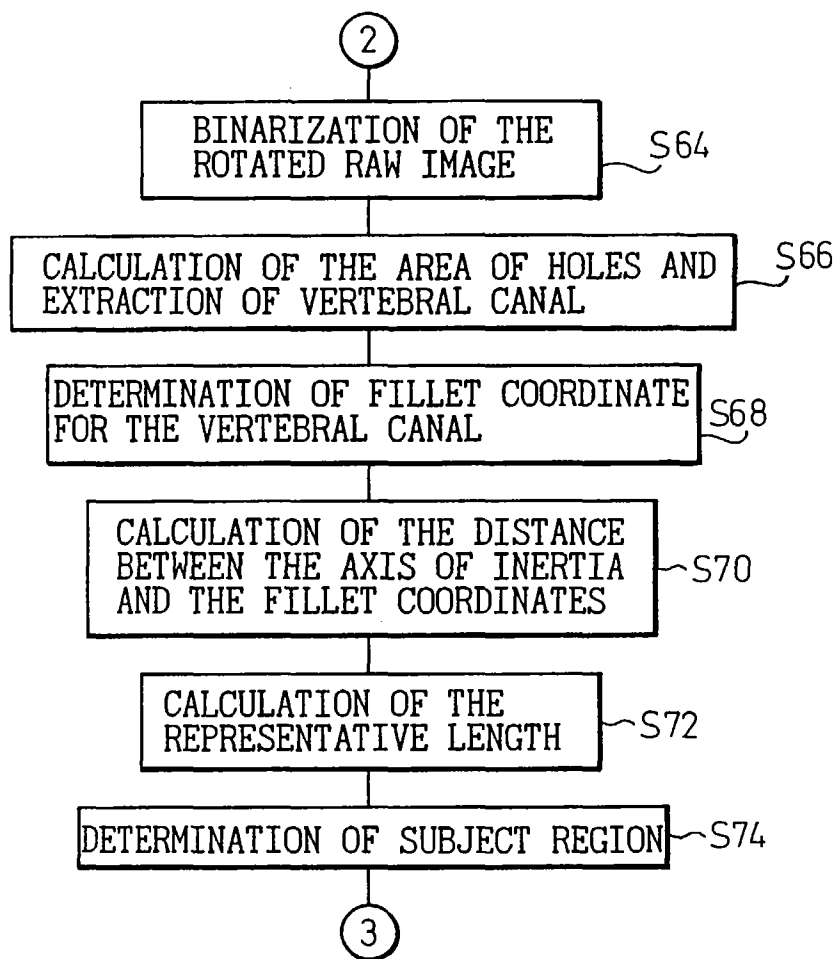 2
BINARIZATION OF THE
ROTATED RAW IMAGE
S64
CALCULATION OF THE AREA OF HOLES AND
EXTRACTION OF VERTEBRAL CANAL
S66
DETERMINATION OF FILLET COORDINATE
FOR THE VERTEBRAL CANAL
S68
CALCULATION OF THE DISTANCE
BETWEEN THE AXIS OF INERTIA
AND THE FILLET COORDINATES
S70
CALCULATION OF THE
REPRESENTATIVE LENGTH
S72
DETERMINATION OF SUBJECT REGION
S74
3